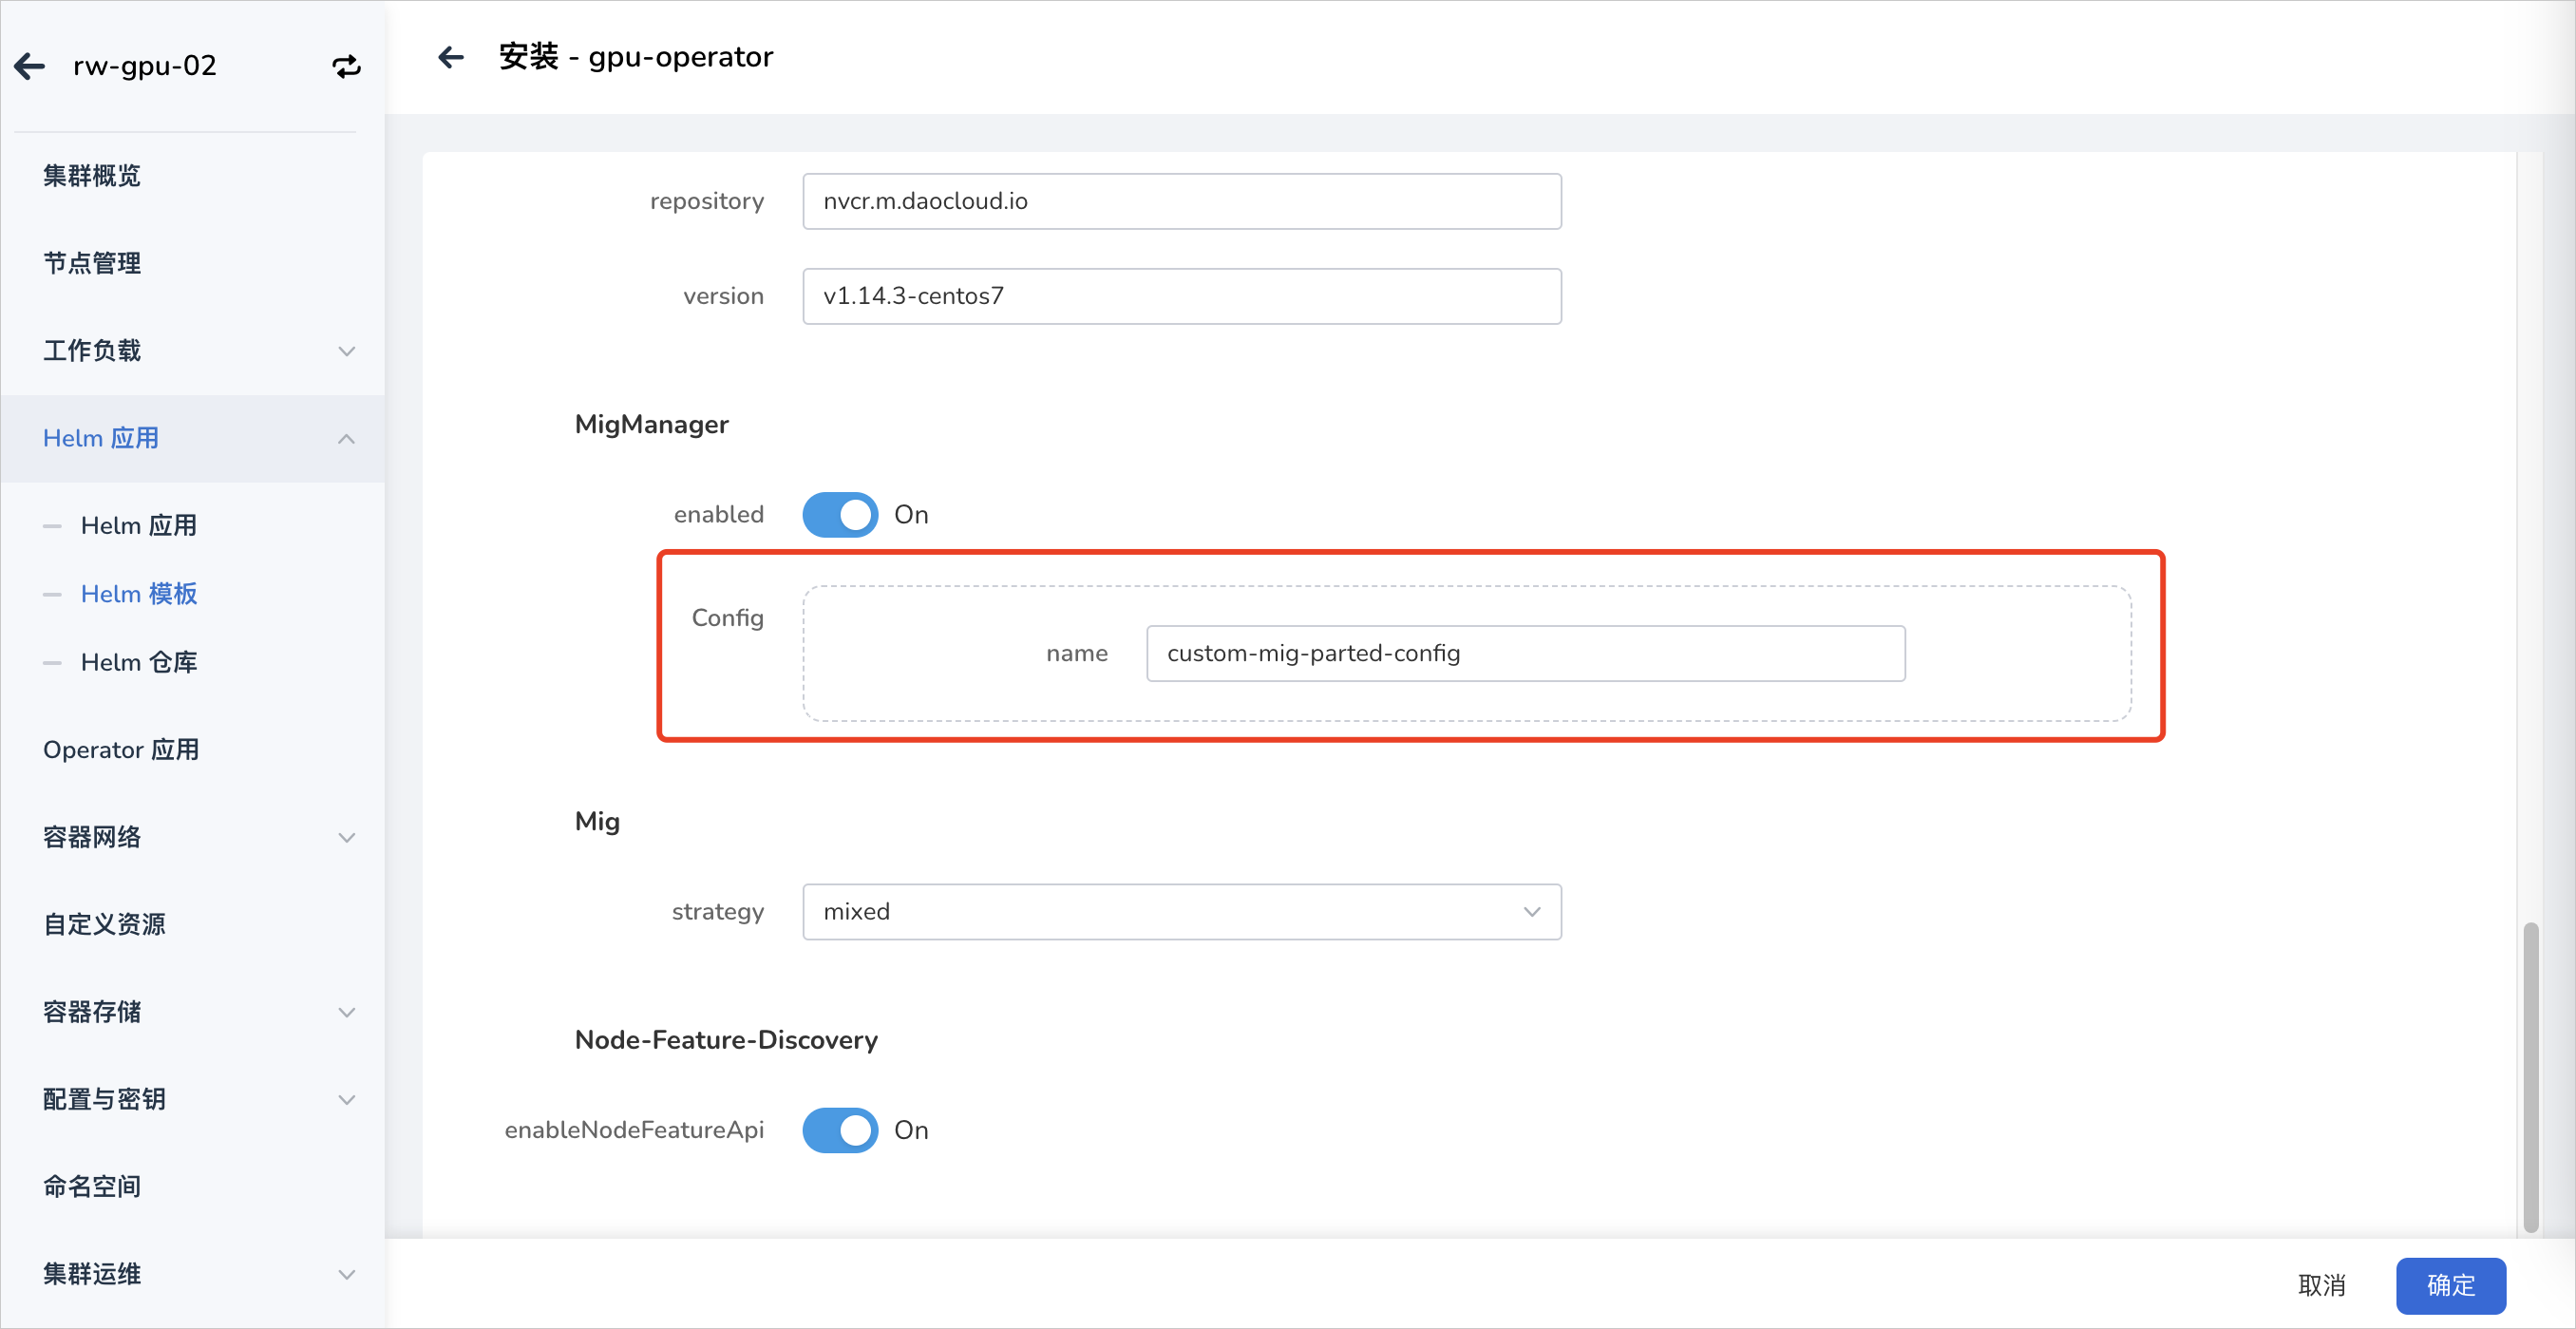 rw-gpu-02
集群概览
节点管理
工作负载
Helm 应用
Helm 应用
Helm 模板
Helm 仓库
Operator 应用
容器网络
自定义资源
容器存储
配置与密钥
命名空间
集群运维
安装 - gpu-operator
repository nvcr.m.daocloud.io
version v1.14.3-centos7
MigManager
enabled On
Config
name custom-mig-parted-config
Mig
strategy mixed
Node-Feature-Discovery
enableNodeFeatureApi On
取消 确定